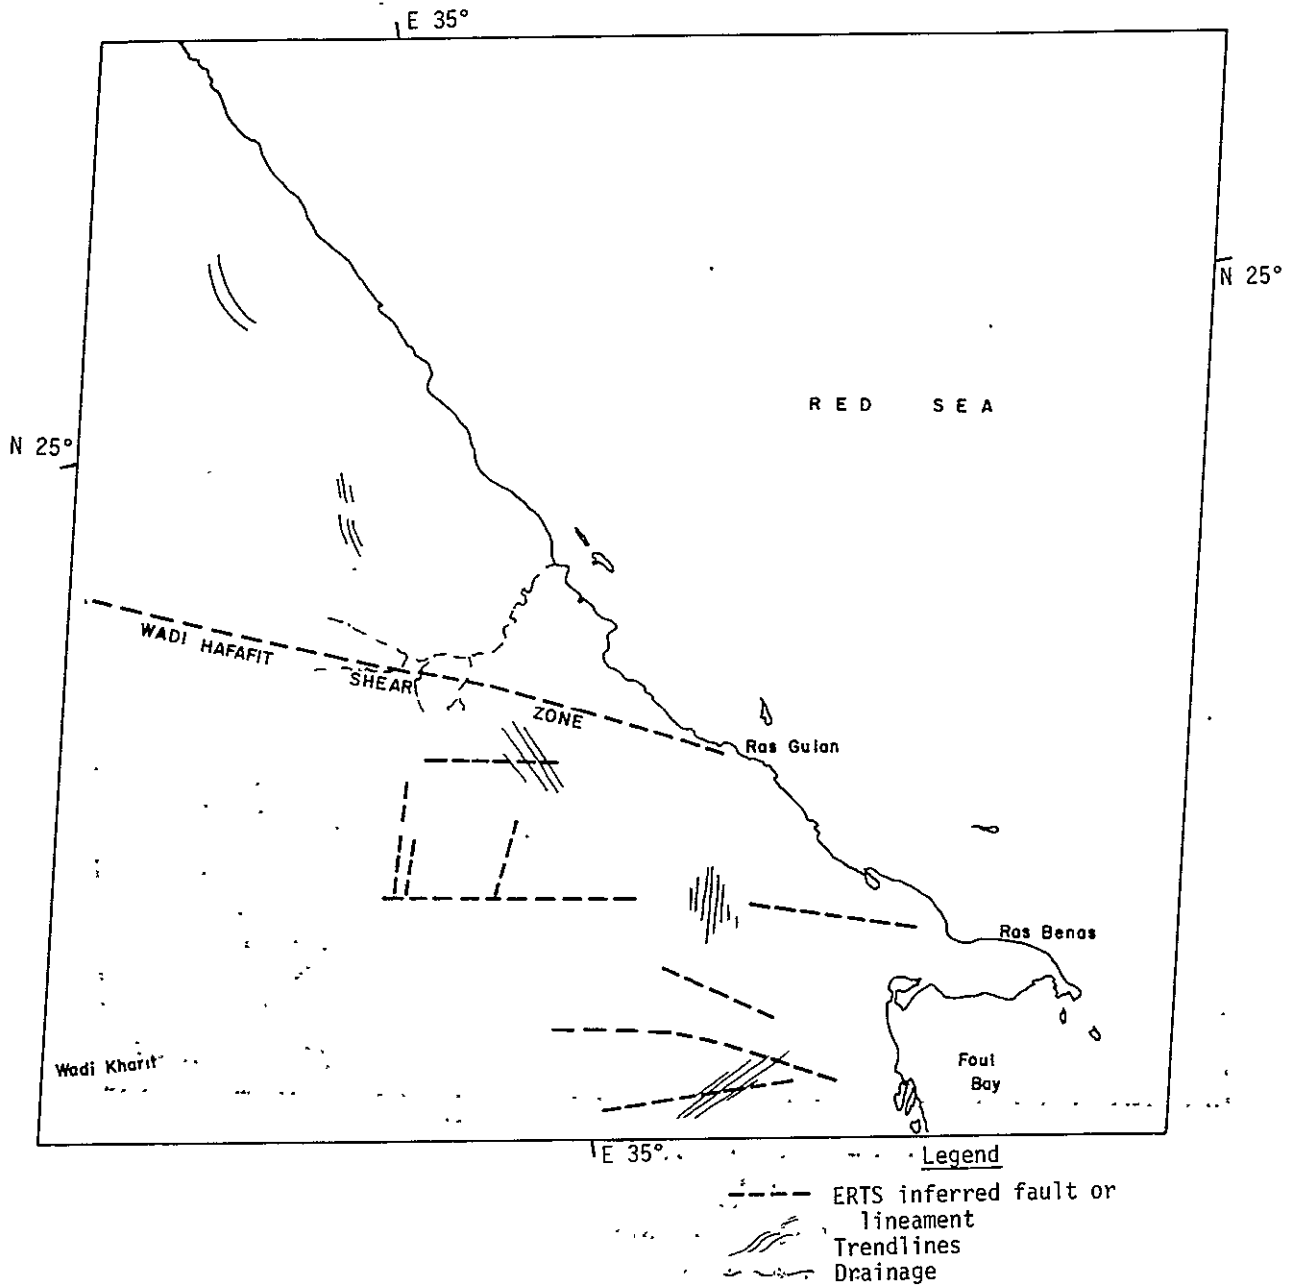 E 35°
N 25°
RED SEA
N 25°
WADI HAFAFIT
SHEAR
ZONE
Ras Gulan
Ras Benas
Wadi Kharit
Foul
Bay
E 35°
Legend
ERTS inferred fault or
lineament
Trendlines
Drainage